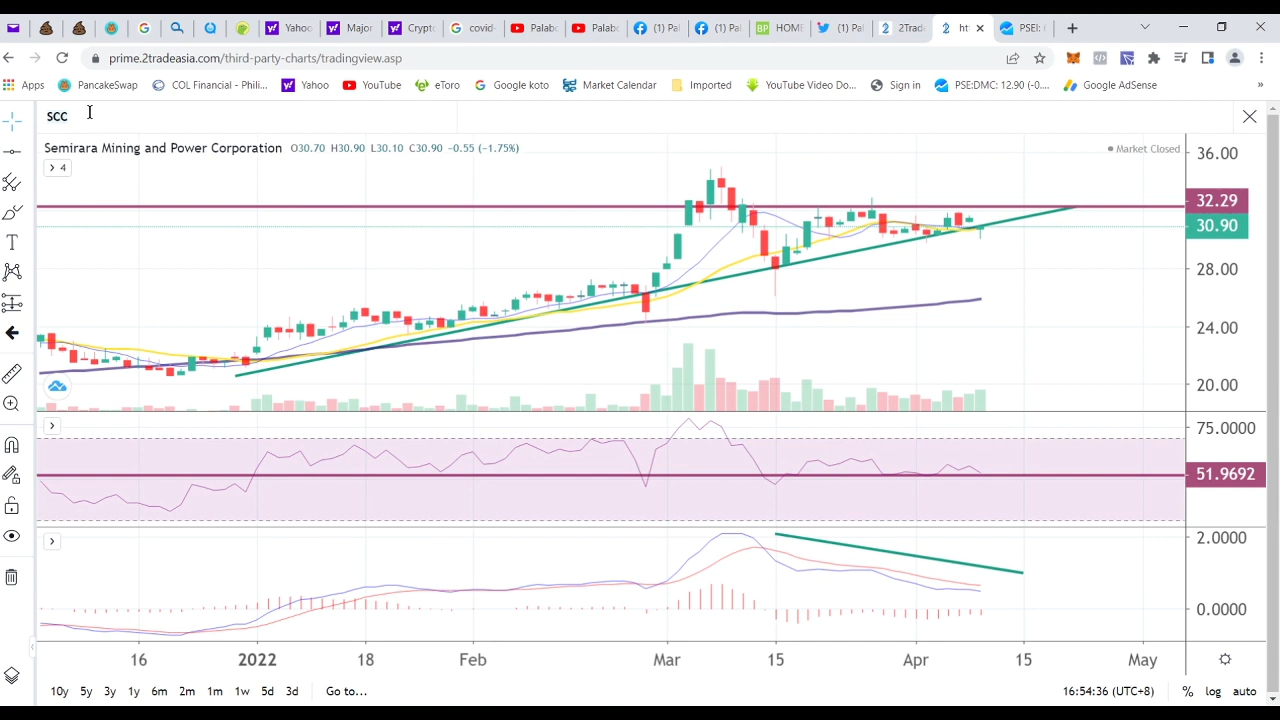 Yahoo
Major
Crypto
covid-
Palab
Palab
(1) Pal
(1) Pal
HOME
(1) Pa
2Trad
ht
PSEI: (
prime.2tradeasia.com/third-party-charts/tradingview.asp
Apps PancakeSwap COL Financial - Phili... Yahoo YouTube eToro Google koto Market Calendar Imported YouTube Video Do... Sign in PSE:DMC: 12.90 (-0.... Google AdSense »
SCC
Semirara Mining and Power Corporation O30.70 H30.90 L30.10 C30.90 -0.55 (-1.75%)
Market Closed
4
36.00
32.29
30.90
28.00
24.00
20.00
75.0000
51.9692
2.0000
0.0000
16 2022 18 Feb Mar 15 Apr 15 May
10y 5y 3y 1y 6m 2m 1m 1w 5d 3d Go to... 16:54:36 (UTC+8) % log auto